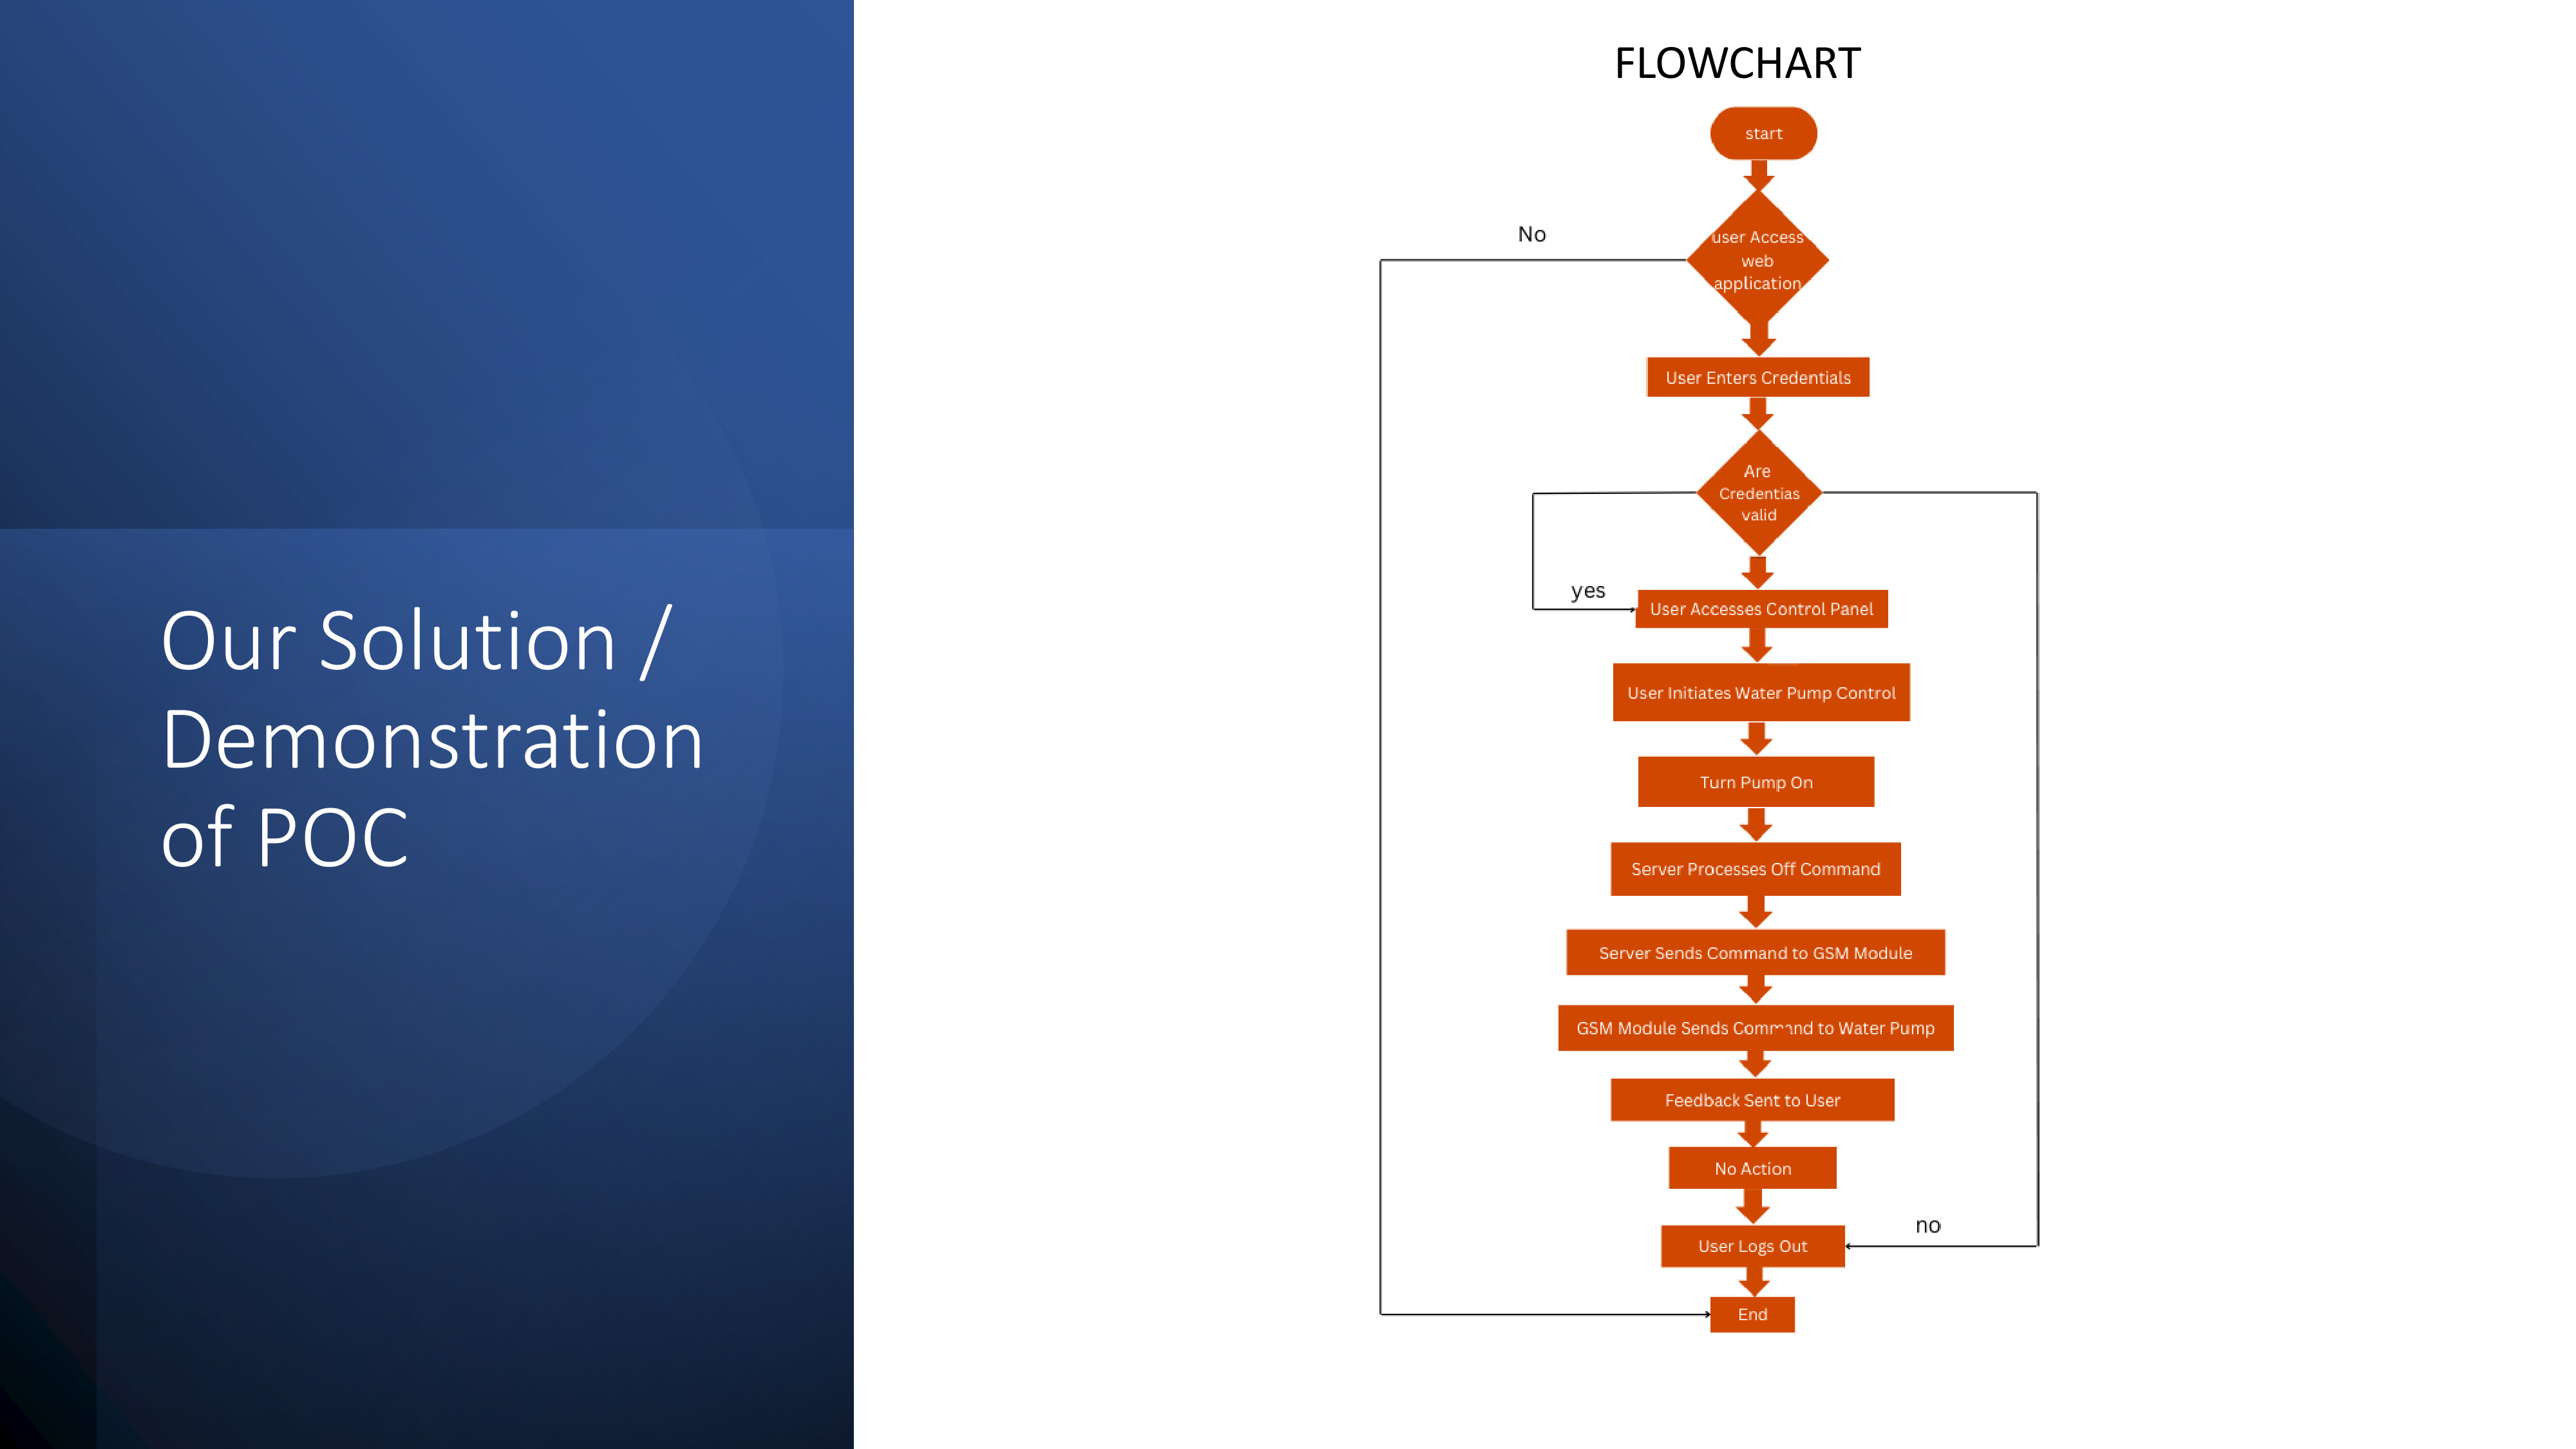 Our Solution /
Demonstration
of POC
FLOWCHART
start
No
user Access
web
application
User Enters Credentials
Are
Credentias
valid
yes
User Accesses Control Panel
User Initiates Water Pump Control
Turn Pump On
Server Processes Off Command
Server Sends Command to GSM Module
GSM Module Sends Command to Water Pump
Feedback Sent to User
No Action
no
User Logs Out
End